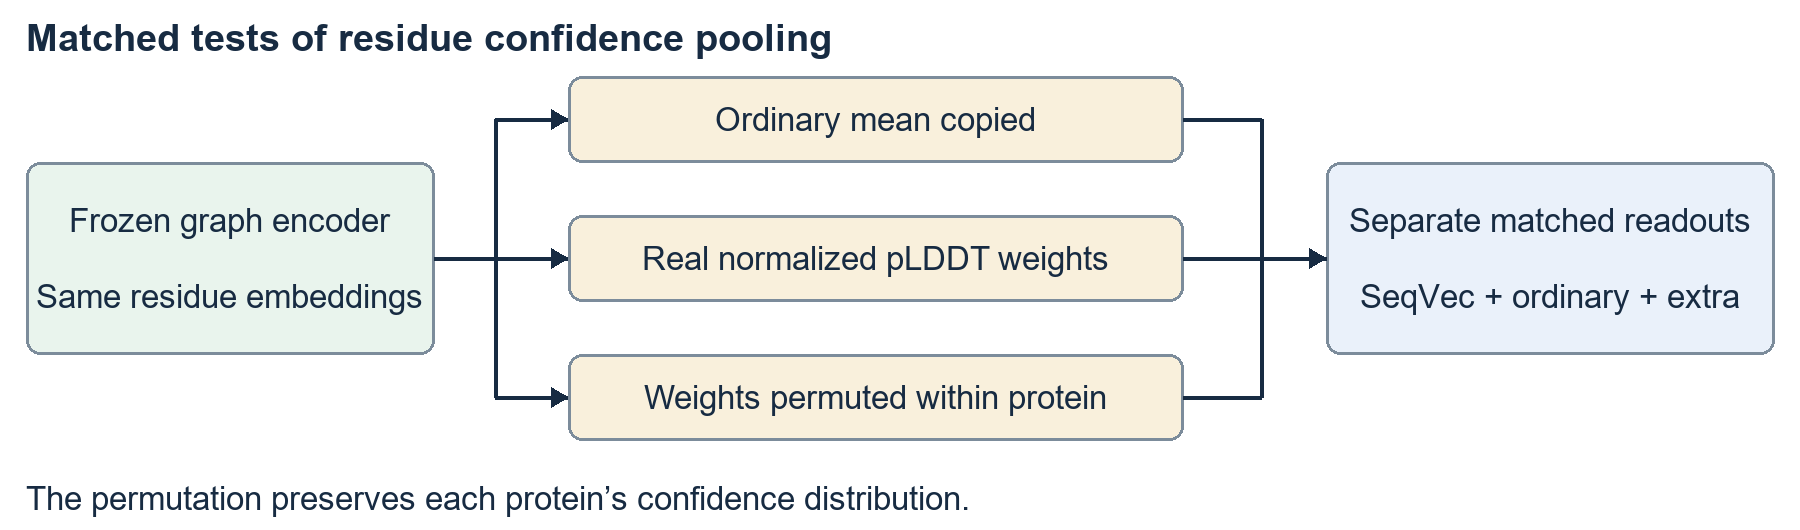 Matched tests of residue confidence pooling
Ordinary mean copied
Frozen graph encoder
Same residue embeddings
Real normalized pLDDT weights
Weights permuted within protein
Separate matched readouts
SeqVec + ordinary + extra
The permutation preserves each protein’s confidence distribution.